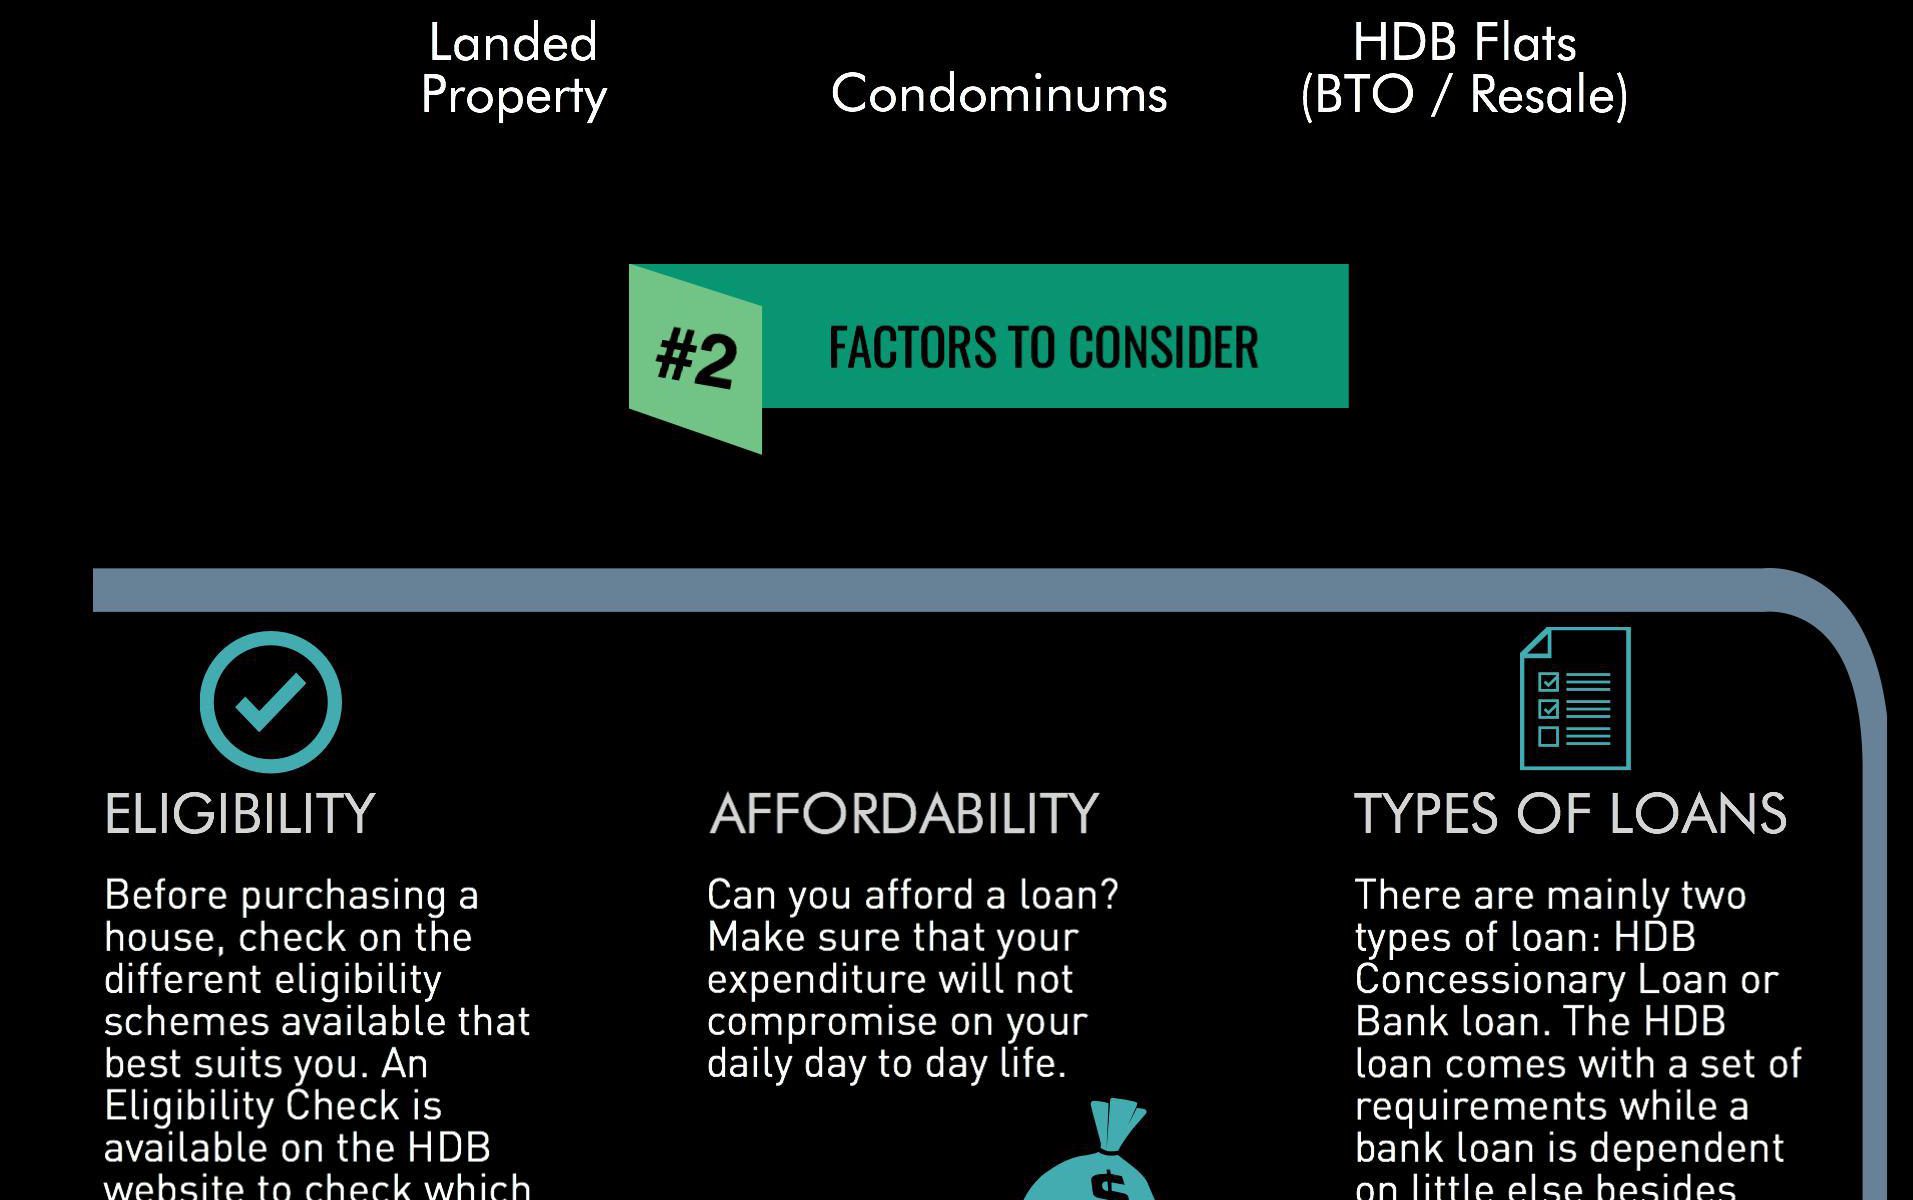 Landed
Property
Condominums
HDB Flats
(BTO / Resale)
#2
FACTORS TO CONSIDER
ELIGIBILITY
Before purchasing a
house, check on the
different eligibility
schemes available that
best suits you. An
Eligibility Check is
available on the HDB
website to check which
AFFORDABILITY
Can you afford a loan?
Make sure that your
expenditure will not
compromise on your
daily day to day life.
$
TYPES OF LOANS
There are mainly two
types of loan: HDB
Concessionary Loan or
Bank loan. The HDB
loan comes with a set of
requirements while a
bank loan is dependent
on little else besides